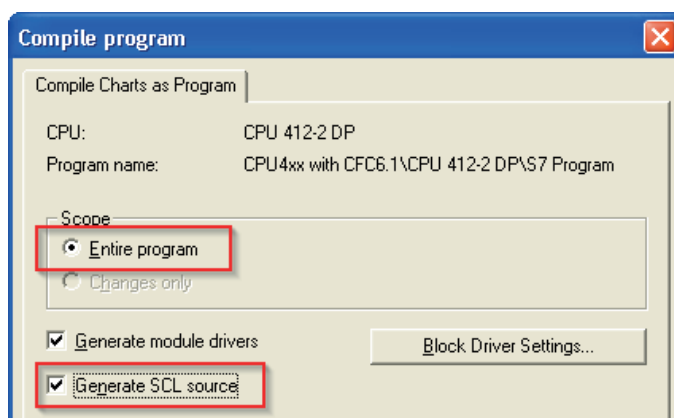 Compile program
Compile Charts as Program
CPU: CPU 412-2 DP
Program name: CPU4xx with CFC6.1\CPU 412-2 DP\S7 Program
Scope
Entire program
Changes only
Generate module drivers Block Driver Settings...
Generate SCL source